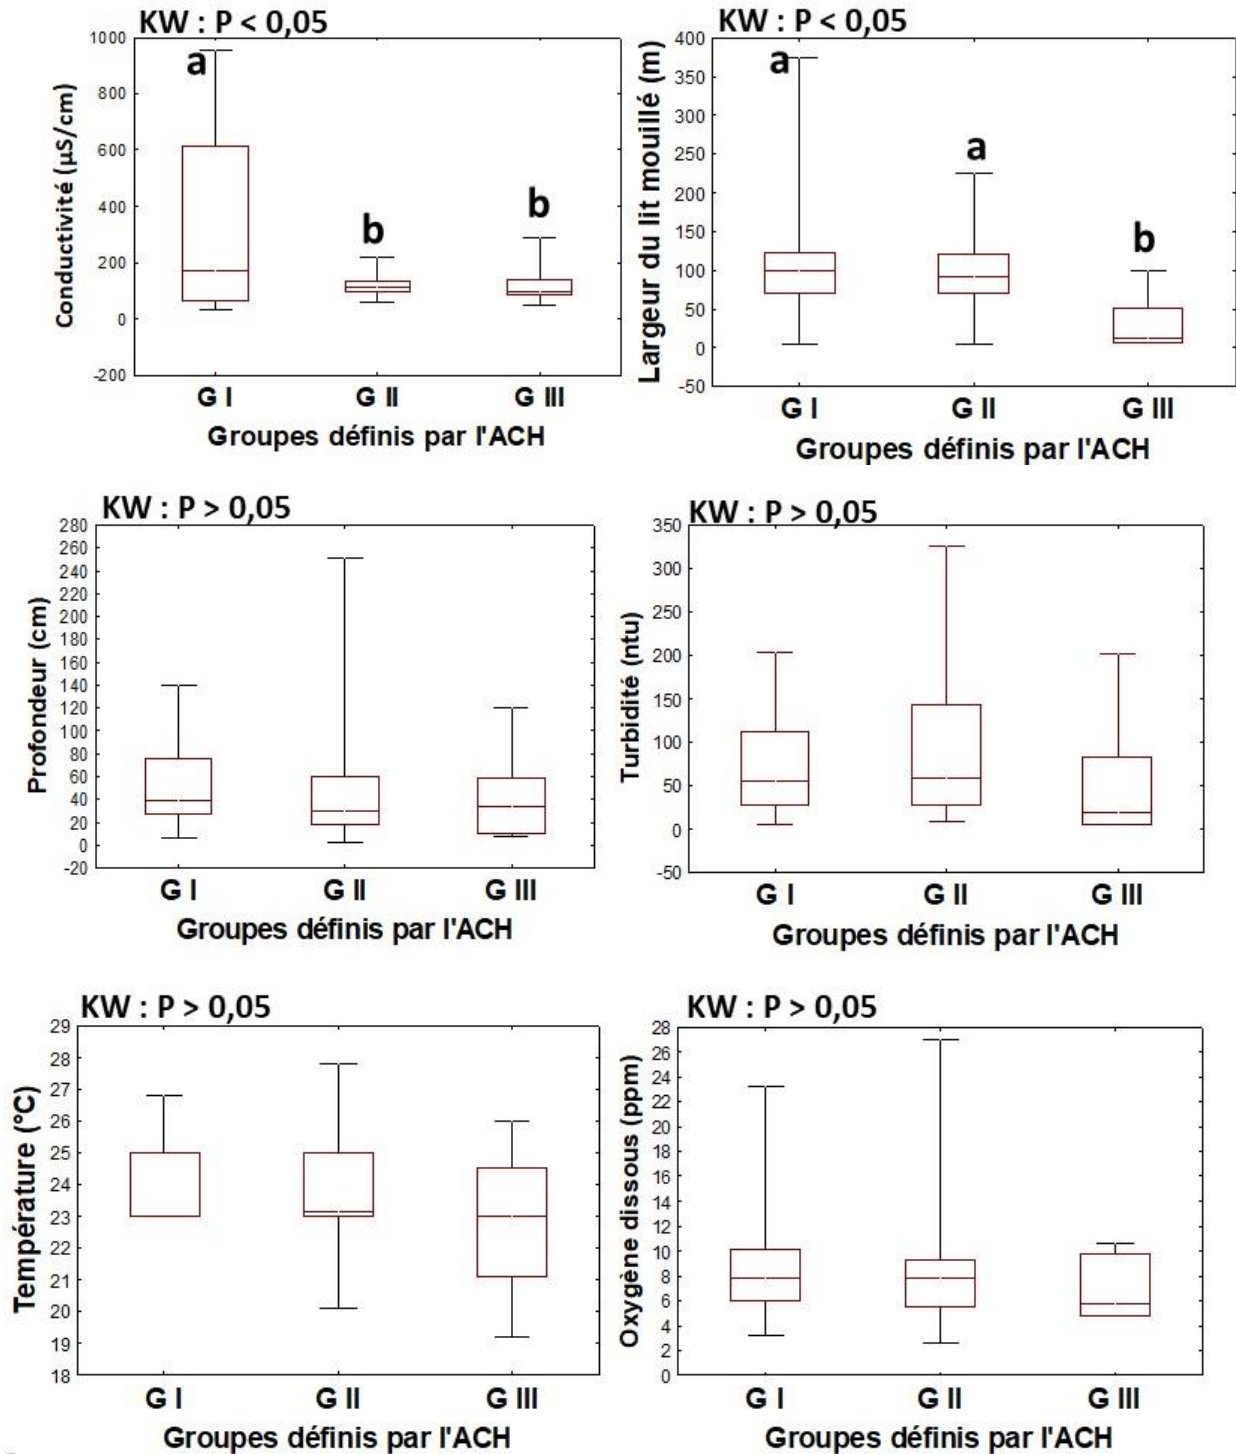 KW : P < 0,05
1000
800
600
400
200
0
-200
Conductivité (µS/cm)
a
b
b
G I
G II
G III
Groupes définis par l'ACH
KW : P < 0,05
400
350
300
250
200
150
100
50
0
-50
Largeur du lit mouillé (m)
a
a
b
G I
G II
G III
Groupes définis par l'ACH
KW : P > 0,05
280
260
240
220
200
180
160
140
120
100
80
60
40
20
0
-20
Profondeur (cm)
G I
G II
G III
Groupes définis par l'ACH
KW : P > 0,05
350
300
250
200
150
100
50
0
-50
Turbidité (ntu)
G I
G II
G III
Groupes définis par l'ACH
KW : P > 0,05
29
28
27
26
25
24
23
22
21
20
19
18
Température (°C)
G I
G II
G III
Groupes définis par l'ACH
KW : P > 0,05
28
26
24
22
20
18
16
14
12
10
8
6
4
2
0
Oxygène dissous (ppm)
G I
G II
G III
Groupes définis par l'ACH